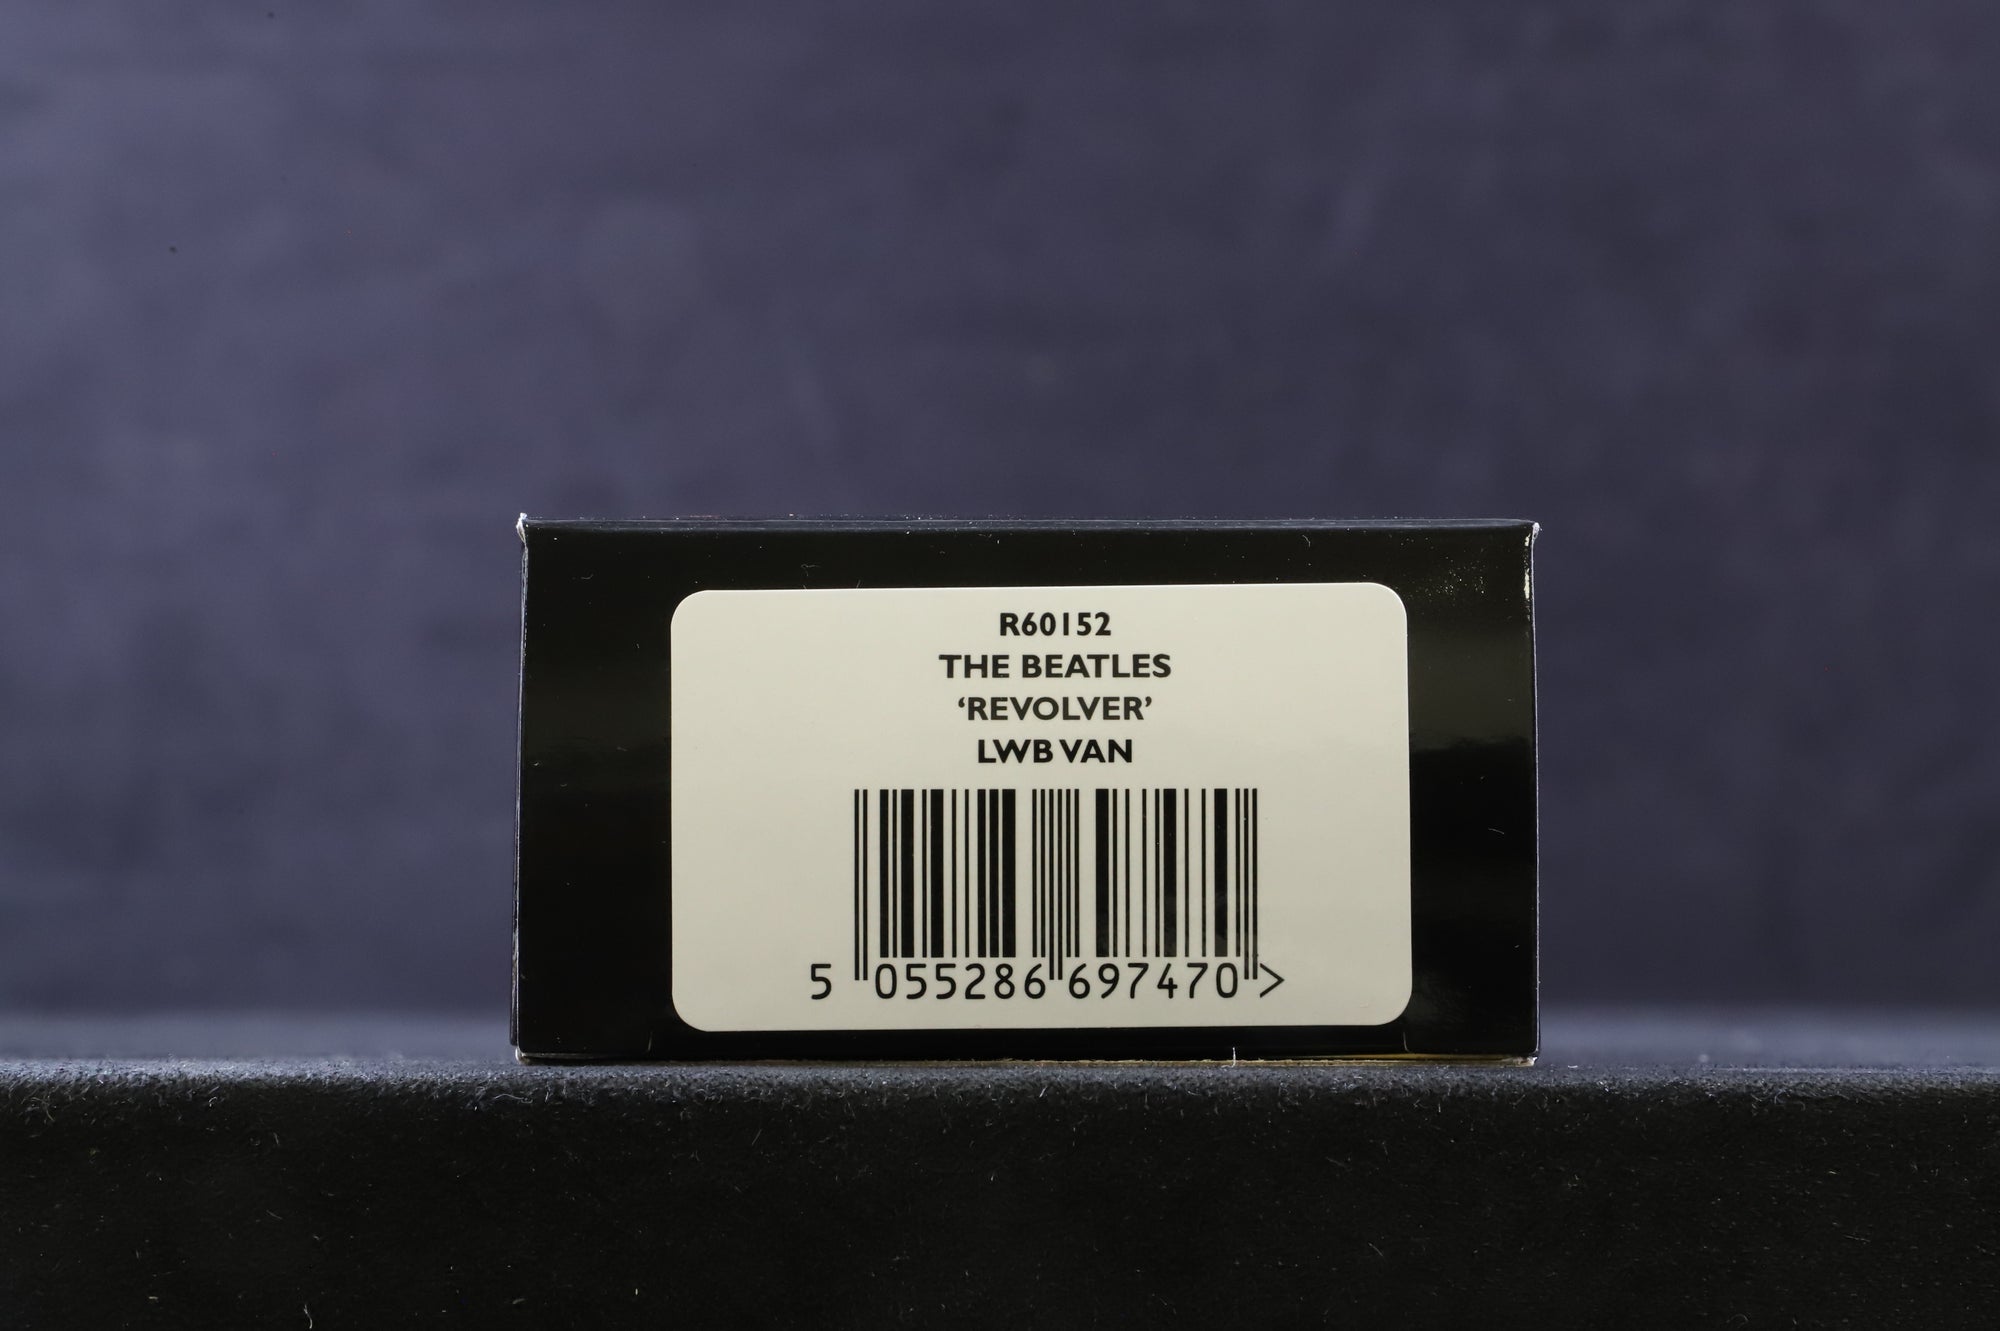 R60152
THE BEATLES
‘REVOLVER’
LWB VAN
5 055286 697470 >